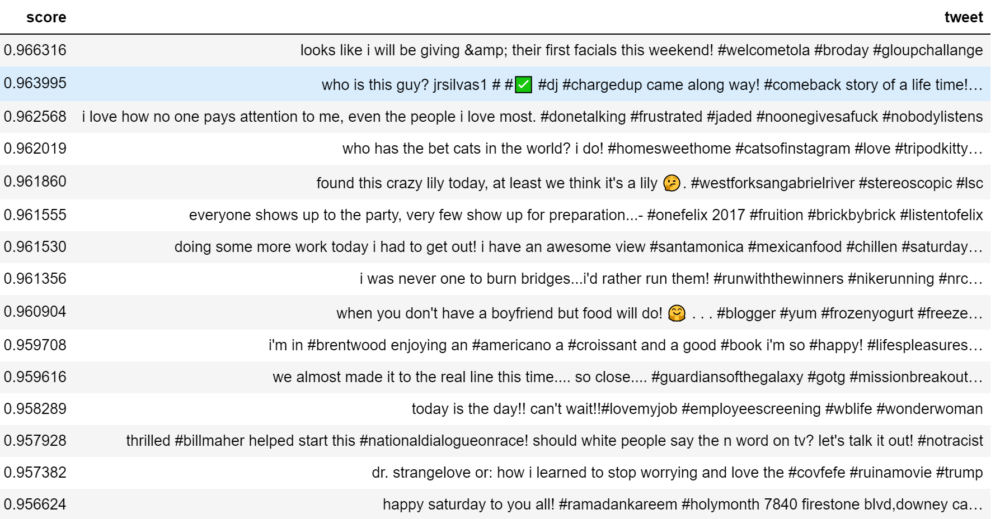 score tweet
0.966316 looks like i will be giving &amp; their first facials this weekend! #welcometola #broday #gloupchallange
0.963995 who is this guy? jrsilvas1 # #✅ #dj #chargedup came along way! #comeback story of a life time!…
0.962568 i love how no one pays attention to me, even the people i love most. #donetalking #frustrated #jaded #noonegivesafuck #nobodylistens
0.962019 who has the bet cats in the world? i do! #homesweethome #catsofinstagram #love #tripodkitty…
0.961860 found this crazy lily today, at least we think it's a lily 🤔. #westforksangabrielriver #stereoscopic #lsc
0.961555 everyone shows up to the party, very few show up for preparation...- #onefelix 2017 #fruition #brickbybrick #listentofelix
0.961530 doing some more work today i had to get out! i have an awesome view #santamonica #mexicanfood #chillen #saturday…
0.961356 i was never one to burn bridges...i'd rather run them! #runwiththewinners #nikerunning #nrc…
0.960904 when you don't have a boyfriend but food will do! 🤗 . . . #blogger #yum #frozenyogurt #freeze…
0.959708 i'm in #brentwood enjoying an #americano a #croissant and a good #book i'm so #happy! #lifespleasures…
0.959616 we almost made it to the real line this time.... so close.... #guardiansofthegalaxy #gotg #missionbreakout…
0.958289 today is the day!! can't wait!!#lovemyjob #employeescreening #wblife #wonderwoman
0.957928 thrilled #billmaher helped start this #nationaldialogueonrace! should white people say the n word on tv? let's talk it out! #notracist
0.957382 dr. strangelove or: how i learned to stop worrying and love the #covfefe #ruinamovie #trump
0.956624 happy saturday to you all! #ramadankareem #holymonth 7840 firestone blvd,downey ca…